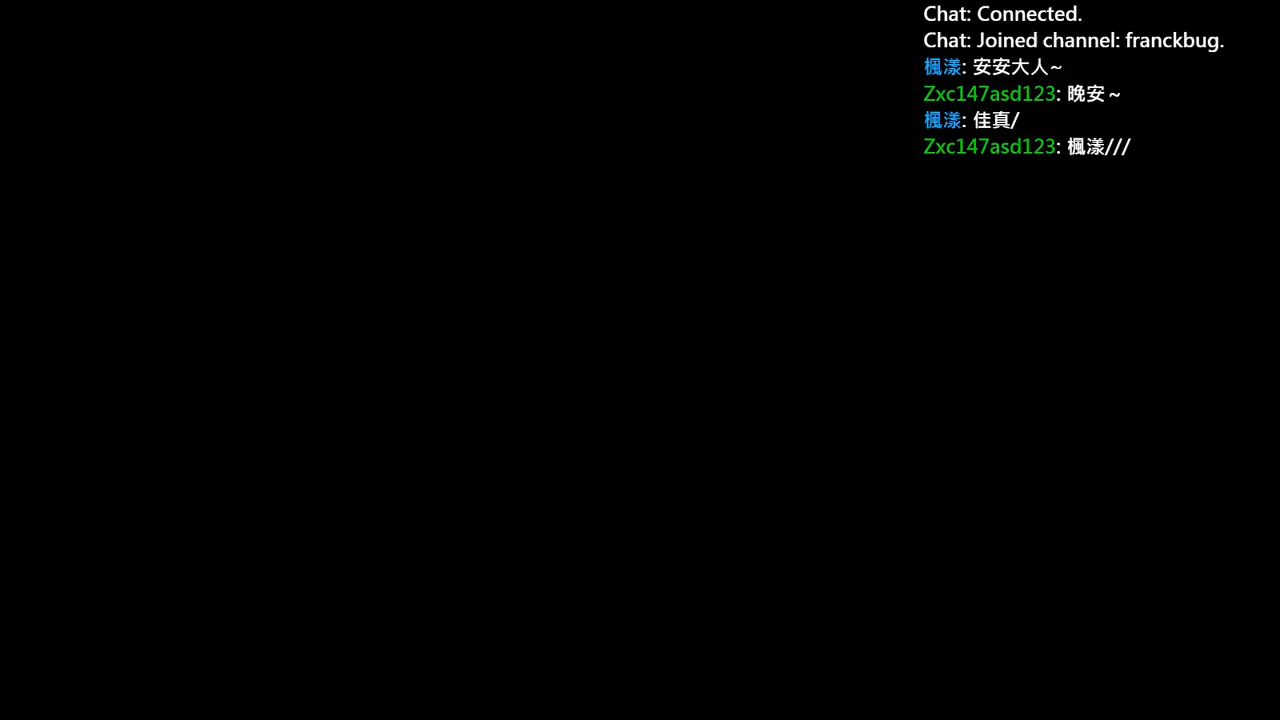 Chat: Connected.
Chat: Joined channel: franckbug.
楓漾: 安安大人~
Zxc147asd123: 晚安~
楓漾: 佳真/
Zxc147asd123: 楓漾///